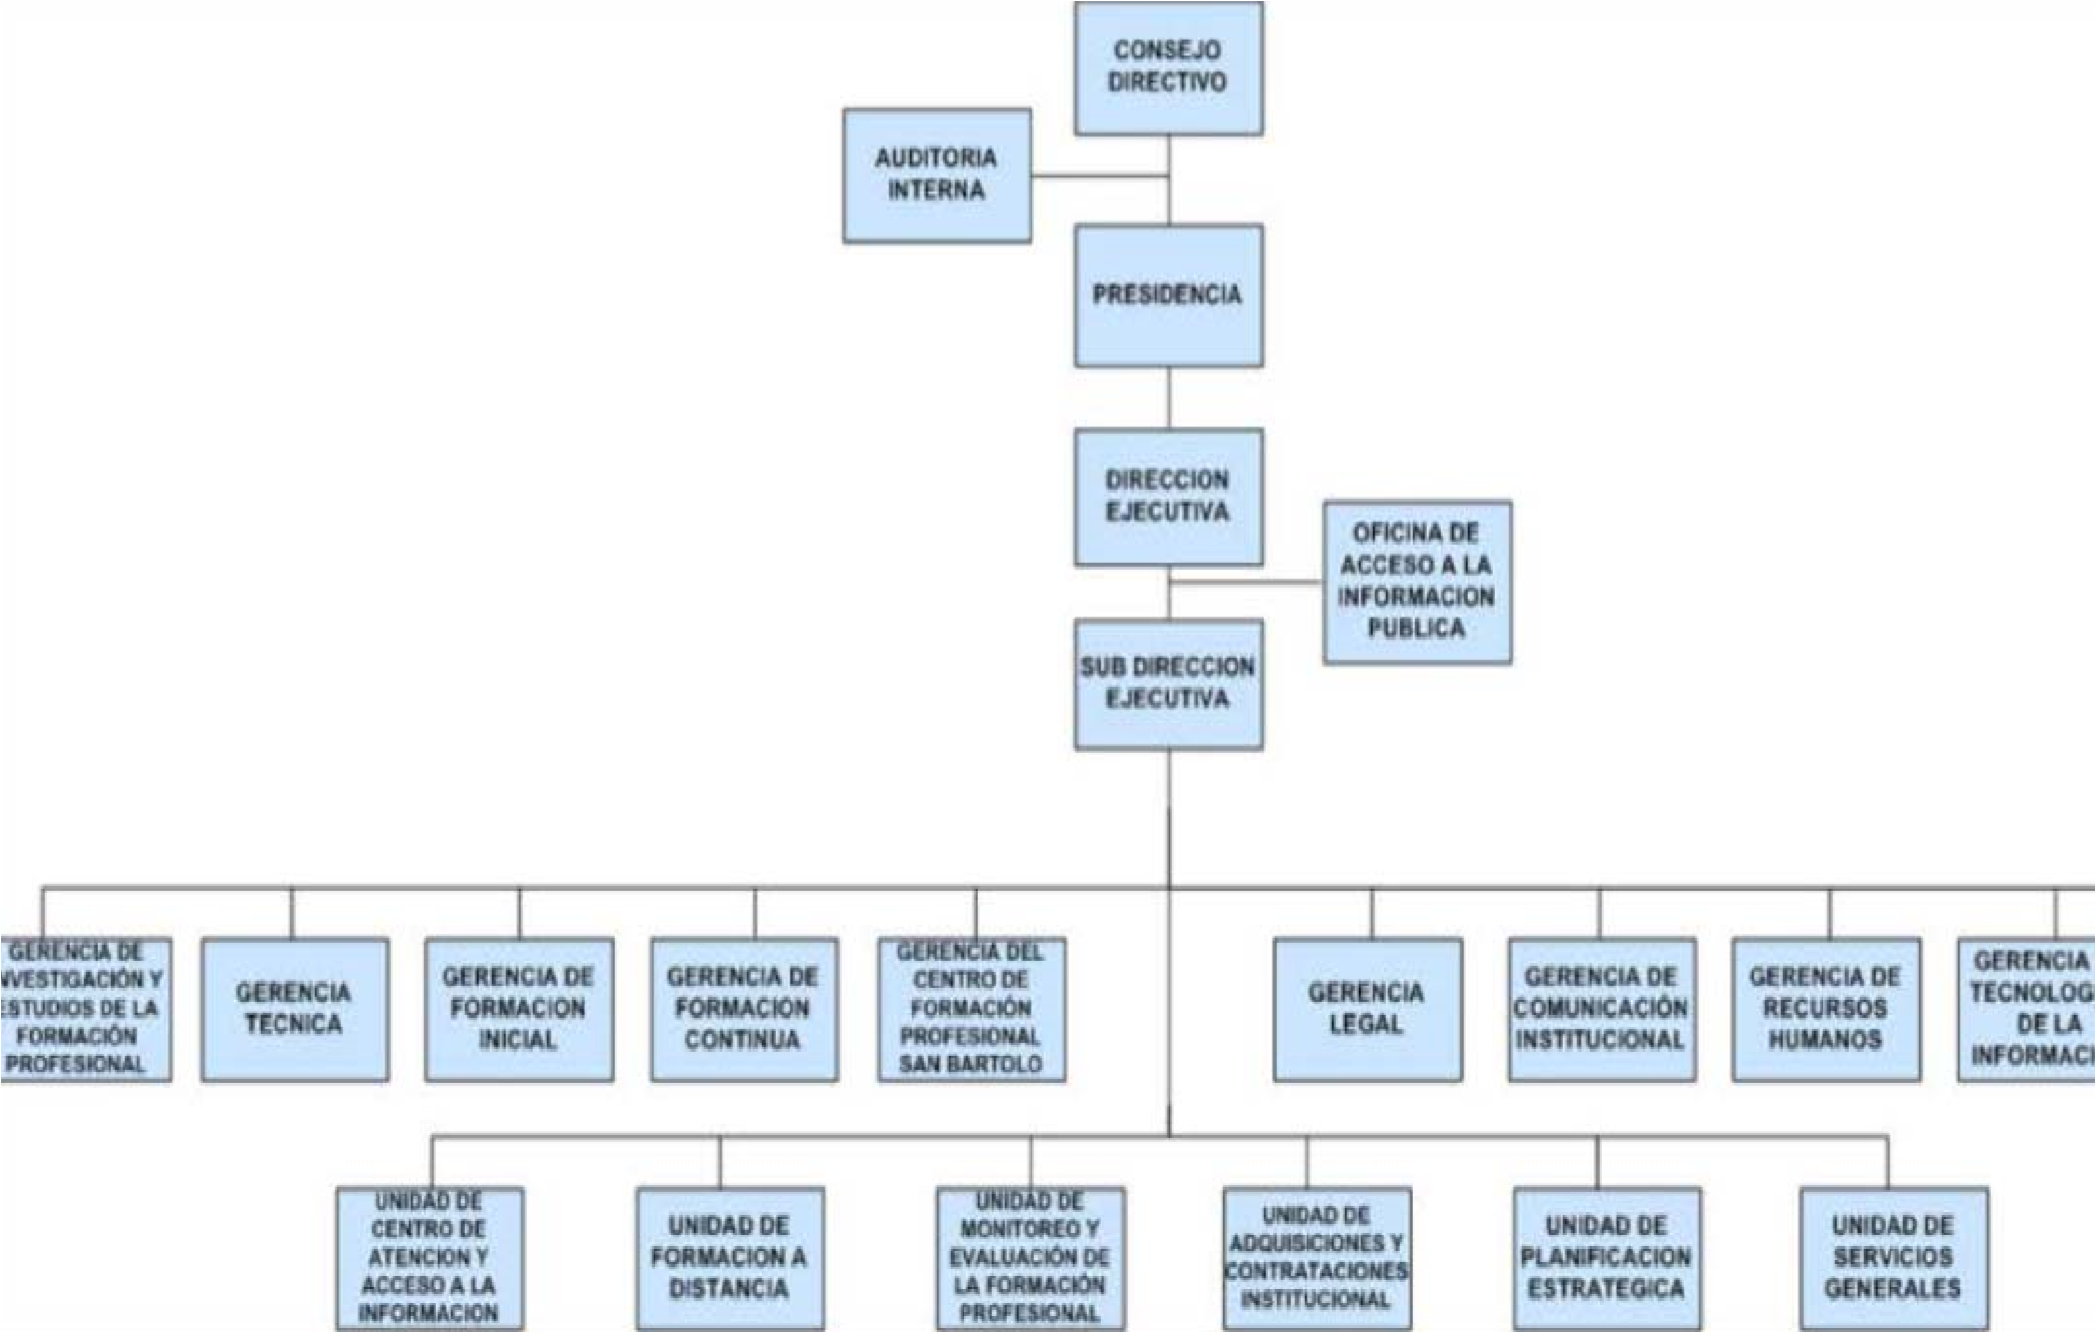 CONSEJO
DIRECTIVO
AUDITORIA
INTERNA
PRESIDENCIA
DIRECCION
EJECUTIVA
OFICINA DE
ACCESO A LA
INFORMACION
PUBLICA
SUB DIRECCION
EJECUTIVA
GERENCIA DE
NVESTIGACIÓN Y
ESTUDIOS DE LA
FORMACIÓN
PROFESIONAL
GERENCIA
TECNICA
GERENCIA DE
FORMACION
INICIAL
GERENCIA DE
FORMACION
CONTINUA
GERENCIA DEL
CENTRO DE
FORMACIÓN
PROFESIONAL
SAN BARTOLO
GERENCIA
LEGAL
GERENCIA DE
COMUNICACIÓN
INSTITUCIONAL
GERENCIA DE
RECURSOS
HUMANOS
GERENCIA
TECNOLOG
DE LA
INFORMACI
UNIDAD DE
CENTRO DE
ATENCION Y
ACCESO A LA
INFORMACION
UNIDAD DE
FORMACION A
DISTANCIA
UNIDAD DE
MONITOREO Y
EVALUACIÓN DE
LA FORMACIÓN
PROFESIONAL
UNIDAD DE
ADQUISICIONES Y
CONTRATACIONES
INSTITUCIONAL
UNIDAD DE
PLANIFICACION
ESTRATEGICA
UNIDAD DE
SERVICIOS
GENERALES